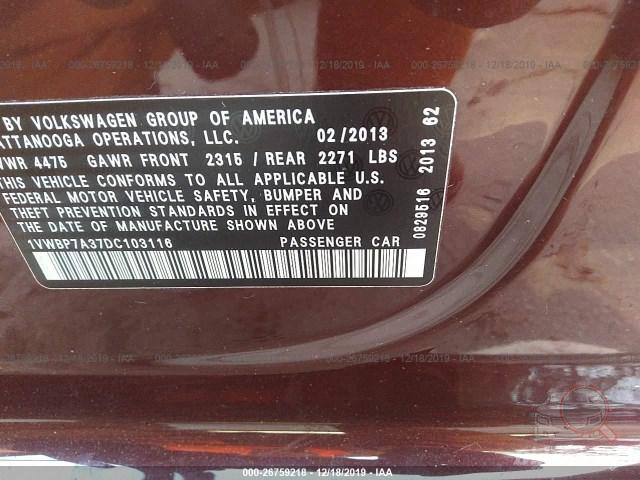 BY VOLKSWAGEN GROUP OF AMERICA
ATTANOOGA OPERATIONS, LLC. 02/2013
VWR 4475 GAWR FRONT 2315 / REAR 2271 LBS
THIS VEHICLE CONFORMS TO ALL APPLICABLE U.S.
FEDERAL MOTOR VEHICLE SAFETY, BUMPER AND
THEFT PREVENTION STANDARDS IN EFFECT ON
THE DATE OF MANUFACTURE SHOWN ABOVE.
1VWBP7A37DC103116 PASSENGER CAR
0829516 2013 62
000-26759218 - 12/18/2019 - IAA